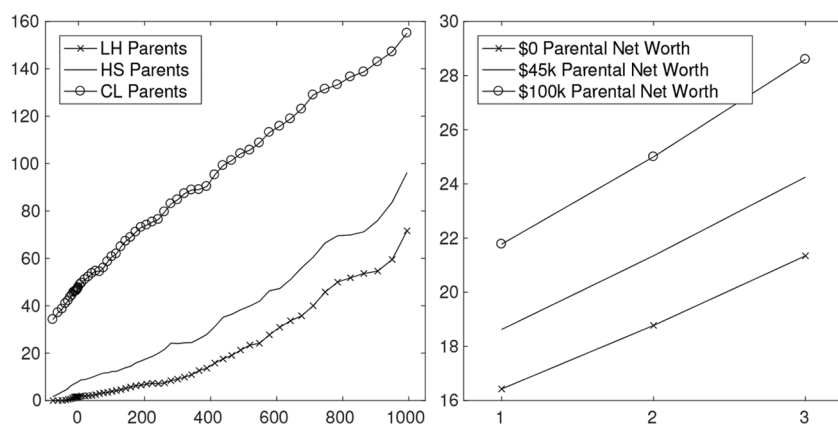 160
140
120
100
80
60
40
20
0
LH Parents
HS Parents
CL Parents
0 200 400 600 800 1000
30
28
26
24
22
20
18
16
$0 Parental Net Worth
$45k Parental Net Worth
$100k Parental Net Worth
1 2 3